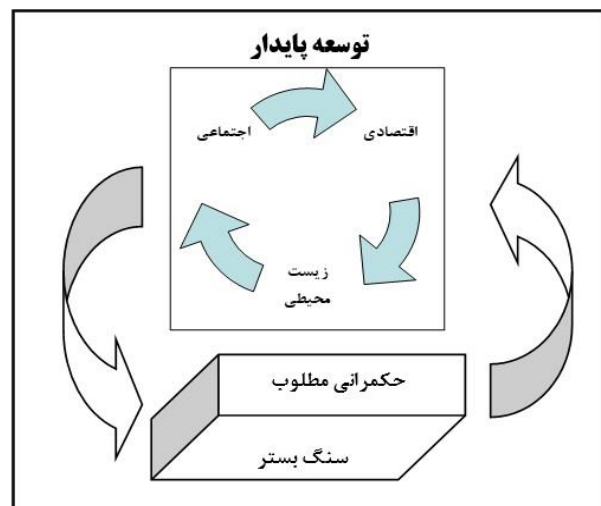 توسعه پایدار
اقتصادی
اجتماعی
زیست
محیطی
حکمرانی مطلوب
سنگ بستر